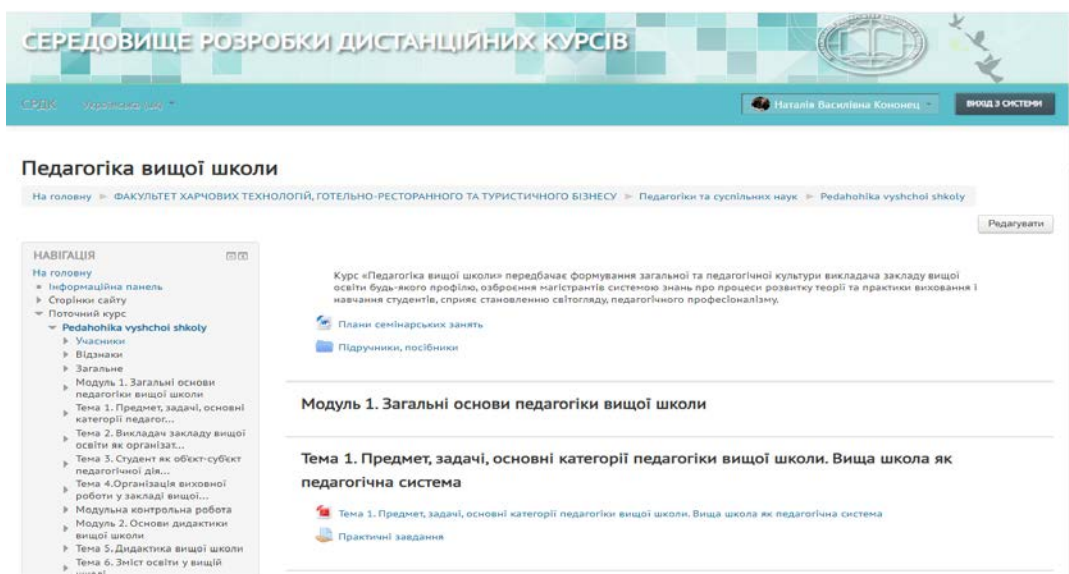 СЕРЕДОВИЩЕ РОЗРОБКИ ДИСТАНЦІЙНИХ КУРСІВ
СРДК Українська (uk)
Наталія Василівна Кононец
ВИХІД З СИСТЕМИ
Педагогіка вищої школи
На головну ФАКУЛЬТЕТ ХАРЧОВИХ ТЕХНОЛОГІЙ, ГОТЕЛЬНО-РЕСТОРАННОГО ТА ТУРИСТИЧНОГО БІЗНЕСУ Педагогіки та суспільних наук Pedahohika vyshchoi shkoly
Редагувати
НАВІГАЦІЯ
На головну
Інформаційна панель
Сторінки сайту
Поточний курс
Pedahohika vyshchoi shkoly
Учасники
Відзнаки
Загальне
Модуль 1. Загальні основи
педагогіки вищої школи
Тема 1. Предмет, задачі, основні
категорії педагог...
Тема 2. Викладач закладу вищої
освіти як організат...
Тема 3. Студент як об'єкт-суб'єкт
педагогічної дія...
Тема 4.Організація виховної
роботи у закладі вищої...
Модульна контрольна робота
Модуль 2. Основи дидактики
вищої школи
Тема 5. Дидактика вищої школи
Тема 6. Зміст освіти у вищій
Курс «Педагогіка вищої школи» передбачає формування загальної та педагогічної культури викладача закладу вищої
освіти будь-якого профілю, озброєння магістрантів системою знань про процеси розвитку теорії та практики виховання і
навчання студентів, сприяє становленню світогляду, педагогічного професіоналізму.
Плани семінарських занять
Підручники, посібники
Модуль 1. Загальні основи педагогіки вищої школи
Тема 1. Предмет, задачі, основні категорії педагогіки вищої школи. Вища школа як
педагогічна система
Тема 1. Предмет, задачі, основні категорії педагогіки вищої школи. Вища школа як педагогічна система
Практичні завдання